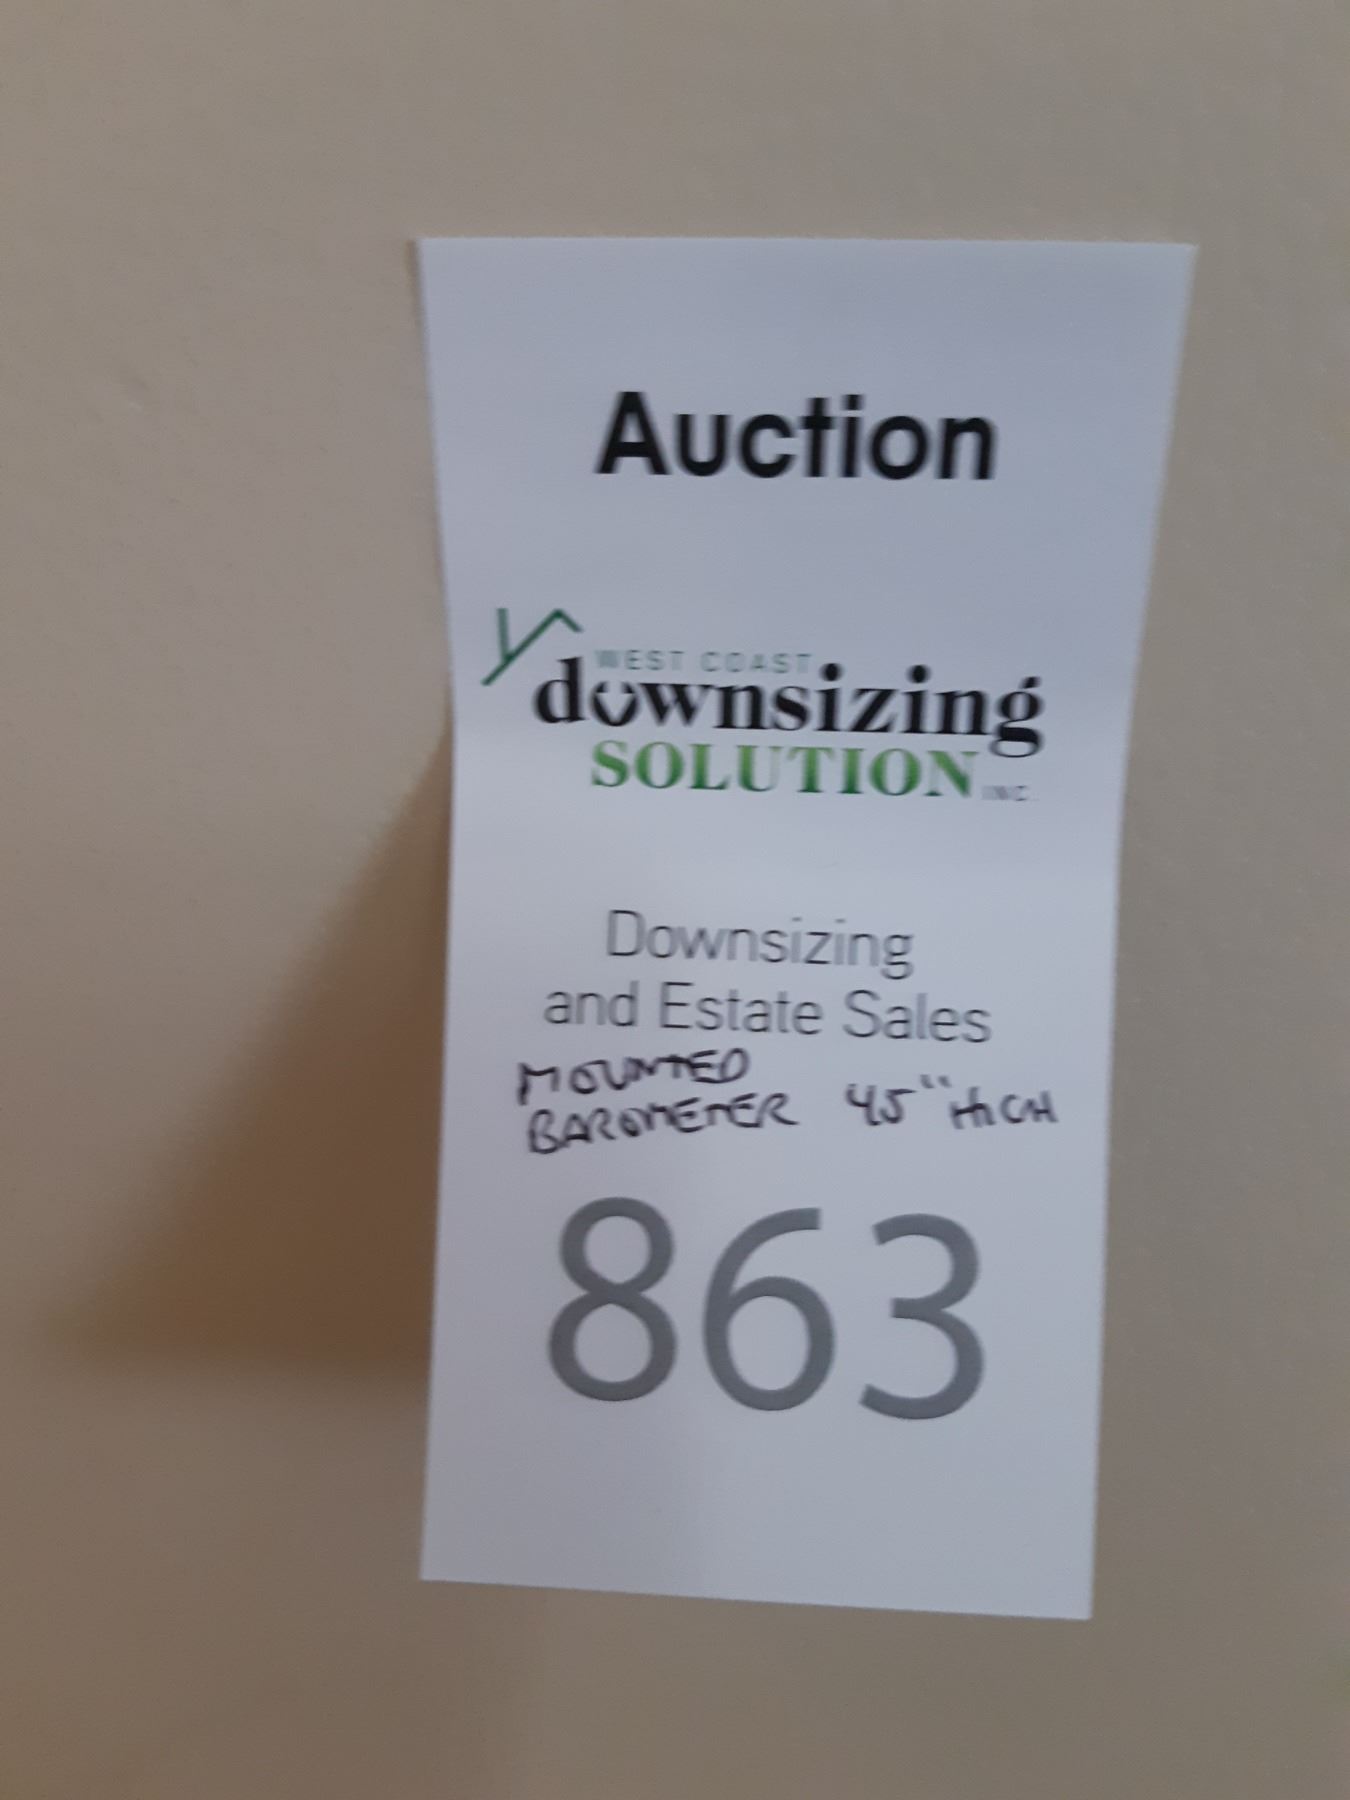 Auction
WEST COAST
downsizing
SOLUTION INC.
Downsizing
and Estate Sales
MOUNTED
BAROMETER 45" HIGH
863